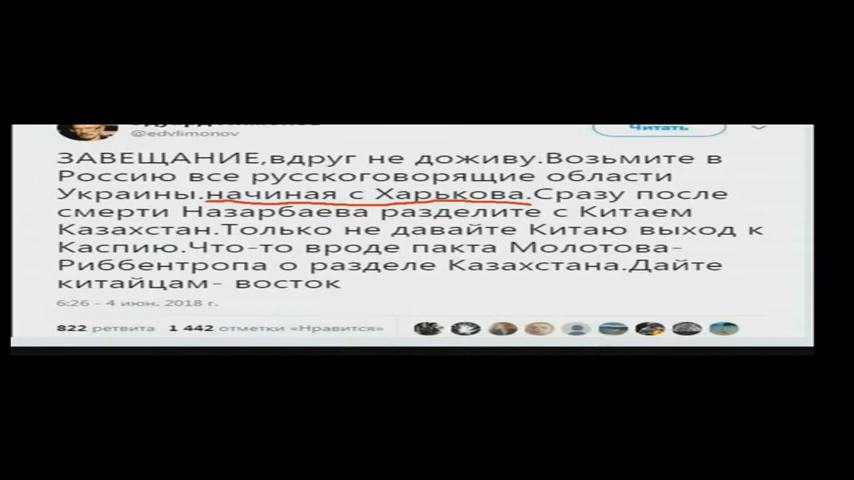 @edvlimonov
Читать
ЗАВЕЩАНИЕ,вдруг не доживу.Возьмите в
Россию все русскоговорящие области
Украины.начиная с Харькова.Сразу после
смерти Назарбаева разделите с Китаем
Казахстан.Только не давайте Китаю выход к
Каспию.Что-то вроде пакта Молотова-
Риббентропа о разделе Казахстана.Дайте
китайцам- восток
6:26 - 4 июн. 2018 г.
822 ретвита 1 442 отметки «Нравится»